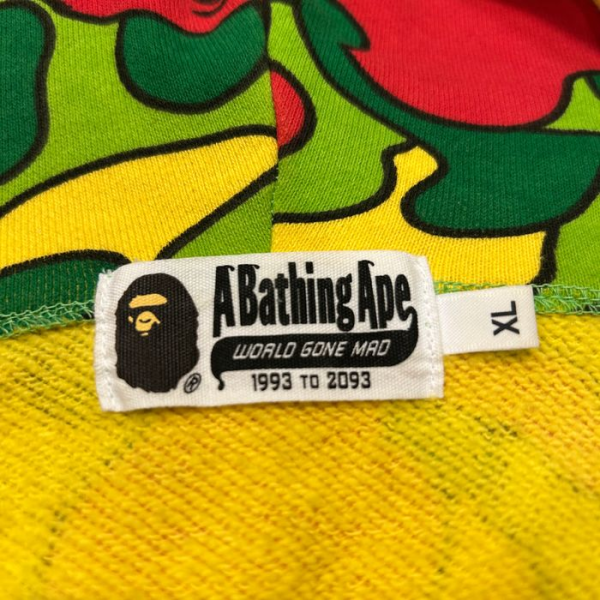 A Bathing Ape
WORLD GONE MAD
1993 TO 2093
®
XL